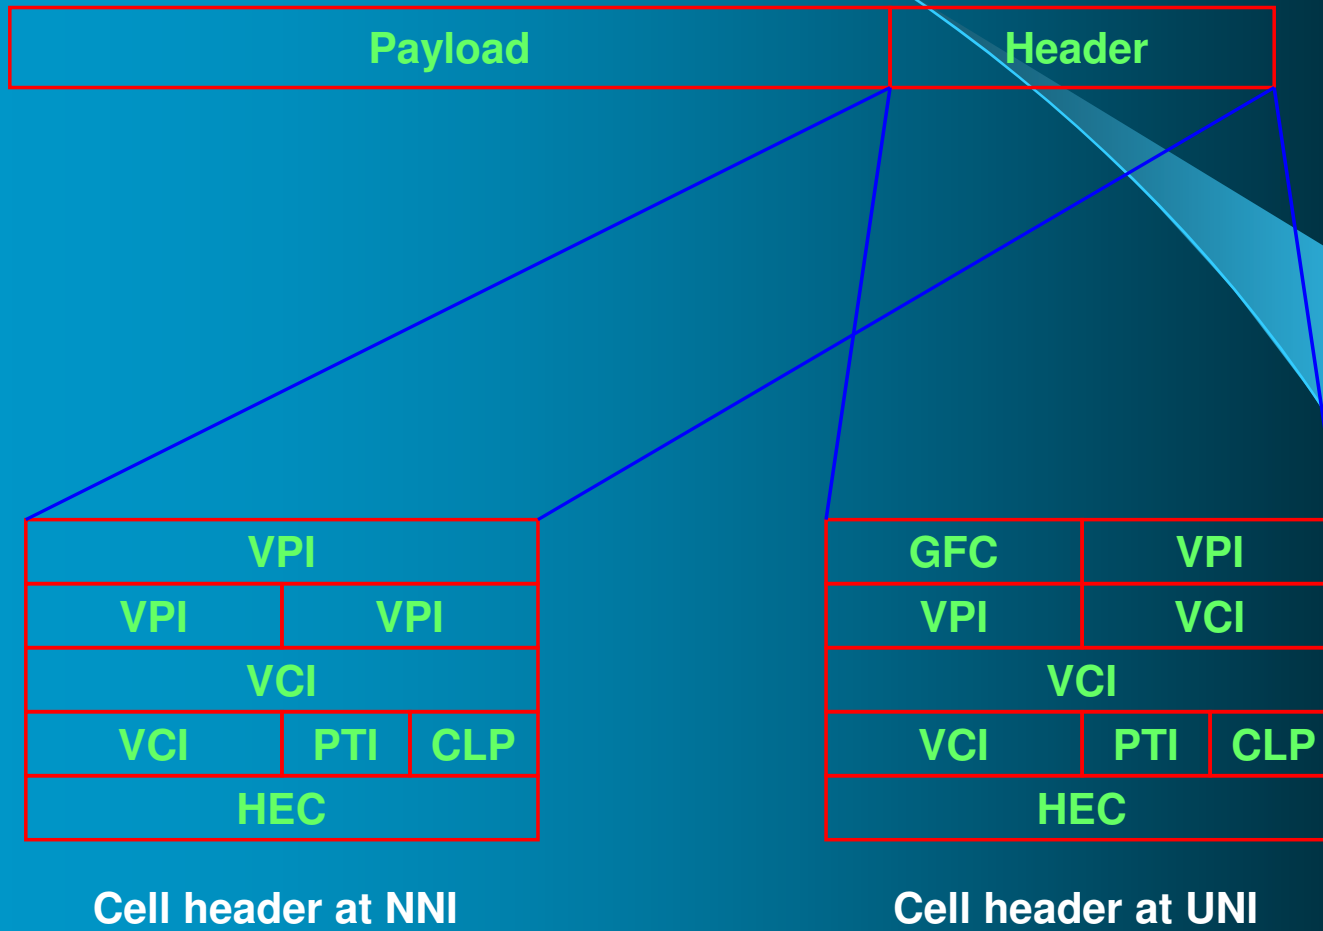 Payload Header
VPI
VPI VPI
VCI
VCI PTI CLP
HEC
Cell header at NNI
GFC VPI
VPI VCI
VCI
VCI PTI CLP
HEC
Cell header at UNI